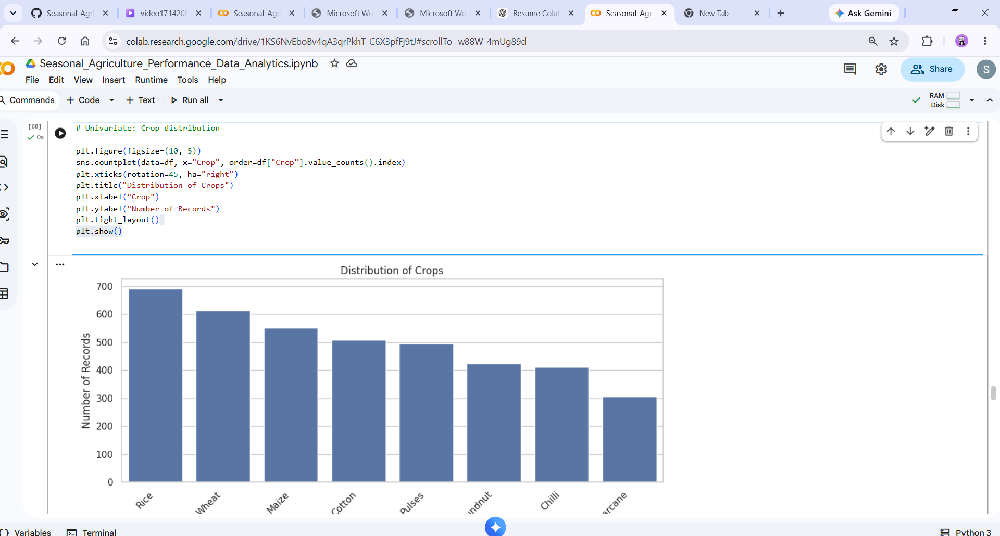 Seasonal-Agri
video171420
Seasonal_Agr
Microsoft Wo
Microsoft Wo
Resume Cola
Seasonal_Agr
New Tab
Ask Gemini
colab.research.google.com/drive/1KS6NvEboBv4qA3qrPkhT-C6X3pfFj9tJ#scrollTo=w88W_4mUg89d
Seasonal_Agriculture_Performance_Data_Analytics.ipynb
Share
S
File Edit View Insert Runtime Tools Help
Commands + Code + Text Run all
RAM
Disk
[68]
0s
# Univariate: Crop distribution
plt.figure(figsize=(10, 5))
sns.countplot(data=df, x="Crop", order=df["Crop"].value_counts().index)
plt.xticks(rotation=45, ha="right")
plt.title("Distribution of Crops")
plt.xlabel("Crop")
plt.ylabel("Number of Records")
plt.tight_layout()
plt.show()
Distribution of Crops
Number of Records
700
600
500
400
300
200
100
0
Rice
Wheat
Maize
Cotton
Pulses
undnut
Chilli
arcane
Variables
Terminal
Python 3